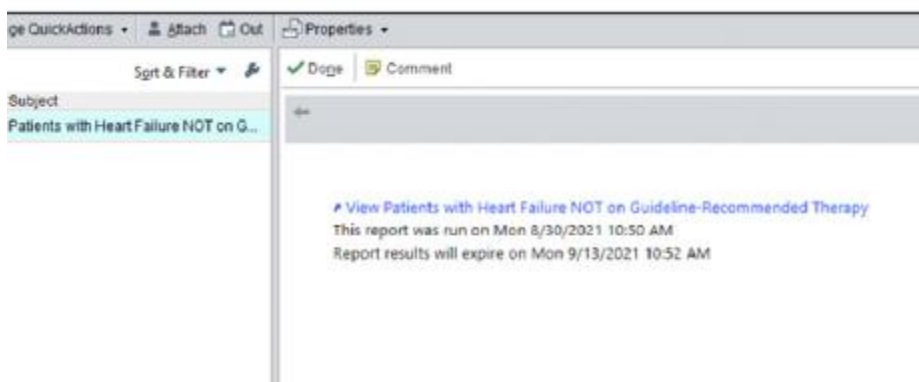 ge QuickActions Attach Out Properties
Sort & Filter Done Comment
Subject
Patients with Heart Failure NOT on G...
View Patients with Heart Failure NOT on Guideline-Recommended Therapy
This report was run on Mon 8/30/2021 10:50 AM
Report results will expire on Mon 9/13/2021 10:52 AM